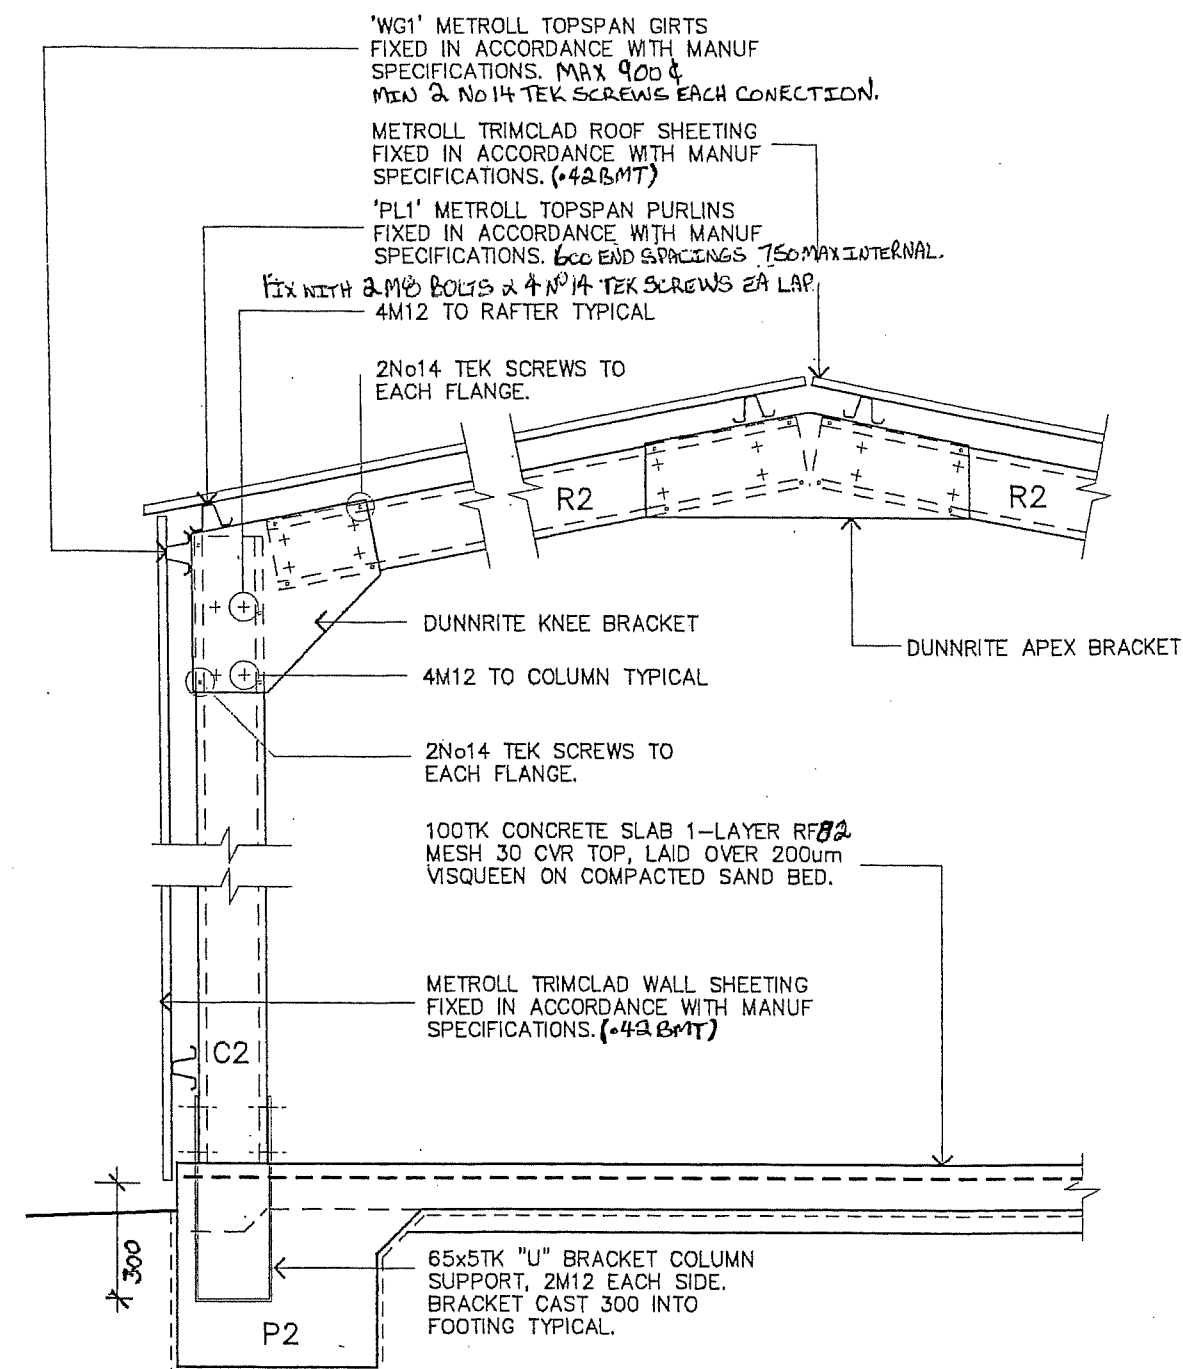 'WG1' METROLL TOPSPAN GIRTS
FIXED IN ACCORDANCE WITH MANUF
SPECIFICATIONS. MAX 900 ¢
MIN 2 No 14 TEK SCREWS EACH CONECTION.
METROLL TRIMCLAD ROOF SHEETING
FIXED IN ACCORDANCE WITH MANUF
SPECIFICATIONS. (.42 BMT)
'PL1' METROLL TOPSPAN PURLINS
FIXED IN ACCORDANCE WITH MANUF
SPECIFICATIONS. 600 END SPACINGS 750 MAX INTERNAL.
FIX WITH 2 M8 BOLTS & 4 No 14 TEK SCREWS EA LAP.
4M12 TO RAFTER TYPICAL
2No14 TEK SCREWS TO
EACH FLANGE.
R2
R2
DUNNRITE KNEE BRACKET
DUNNRITE APEX BRACKET
4M12 TO COLUMN TYPICAL
2No14 TEK SCREWS TO
EACH FLANGE.
100TK CONCRETE SLAB 1-LAYER RF82
MESH 30 CVR TOP, LAID OVER 200um
VISQUEEN ON COMPACTED SAND BED.
METROLL TRIMCLAD WALL SHEETING
FIXED IN ACCORDANCE WITH MANUF
SPECIFICATIONS. (.42 BMT)
C2
300
65x5TK "U" BRACKET COLUMN
SUPPORT, 2M12 EACH SIDE.
BRACKET CAST 300 INTO
FOOTING TYPICAL.
P2